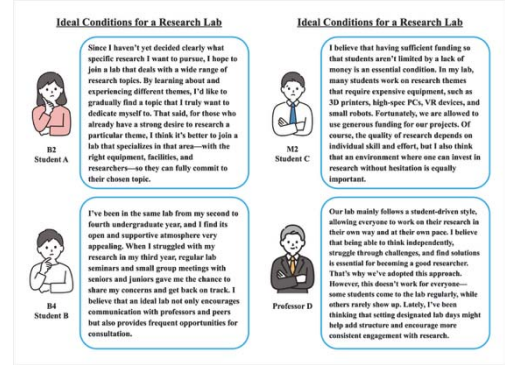 Ideal Conditions for a Research Lab
Since I haven't yet decided clearly what
specific research I want to pursue, I hope to
join a lab that deals with a wide range of
research topics. By learning about and
experiencing different themes, I'd like to
gradually find a topic that I truly want to
dedicate myself to. That said, for those who
already have a strong desire to research a
particular theme, I think it's better to join a
lab that specializes in that area—with the
right equipment, facilities, and
researchers—so they can fully commit to
their chosen topic.
B2
Student A
I've been in the same lab from my second to
fourth undergraduate year, and I find its
open and supportive atmosphere very
appealing. When I struggled with my
research in my third year, regular lab
seminars and small group meetings with
seniors and juniors gave me the chance to
share my concerns and get back on track. I
believe that an ideal lab not only encourages
communication with professors and peers
but also provides frequent opportunities for
consultation.
B4
Student B
Ideal Conditions for a Research Lab
I believe that having sufficient funding so
that students aren't limited by a lack of
money is an essential condition. In my lab,
many students work on research themes
that require expensive equipment, such as
3D printers, high-spec PCs, VR devices, and
small robots. Fortunately, we are allowed to
use generous funding for our projects. Of
course, the quality of research depends on
individual skill and effort, but I also think
that an environment where one can invest in
research without hesitation is equally
important.
M2
Student C
Our lab mainly follows a student-driven style,
allowing everyone to work on their research in
their own way and at their own pace. I believe
that being able to think independently,
struggle through challenges, and find solutions
is essential for becoming a good researcher.
That's why we've adopted this approach.
However, this doesn't work for everyone—
some students come to the lab regularly, while
others rarely show up. Lately, I've been
thinking that setting designated lab days might
help add structure and encourage more
consistent engagement with research.
Professor D